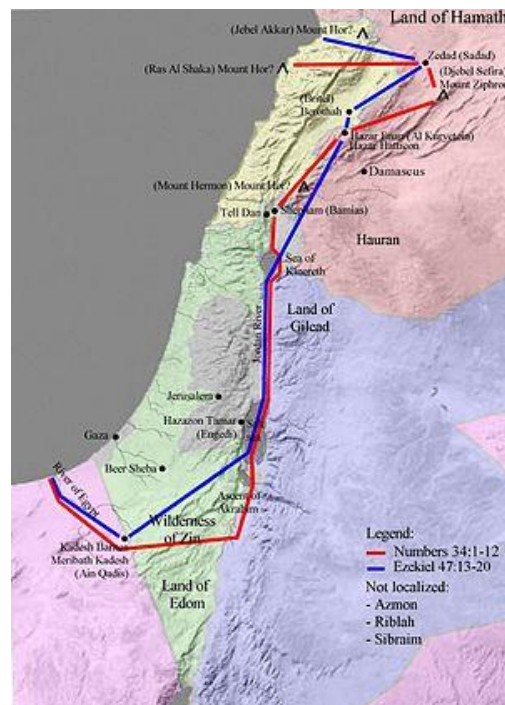 Land of Hamath
(Jebel Akkar) Mount Hor?
Zedad (Sadad)
(Ras Al Shaka) Mount Hor?
(Djebel Sefira)
Mount Ziphron
Berothah
Hazar Enan (Al Kurvetein)
Hazar Hatticon
Damascus
(Mount Hermon) Mount Hor?
Shepham (Bamias)
Tell Dan
Hauran
Sea of
Kinereth
Land of
Gilead
Jordan River
Jerusalem
Hazazon Tamar
(Engedi)
Gaza
Beer Sheba
River of Egypt
Ascent of
Akrabim
Wilderness
of Zin
Kadesh Barnea
Meribath Kadesh
(Ain Qadis)
Land of
Edom
Legend:
Numbers 34:1-12
Ezekiel 47:13-20
Not localized:
- Azmon
- Riblah
- Sibraim